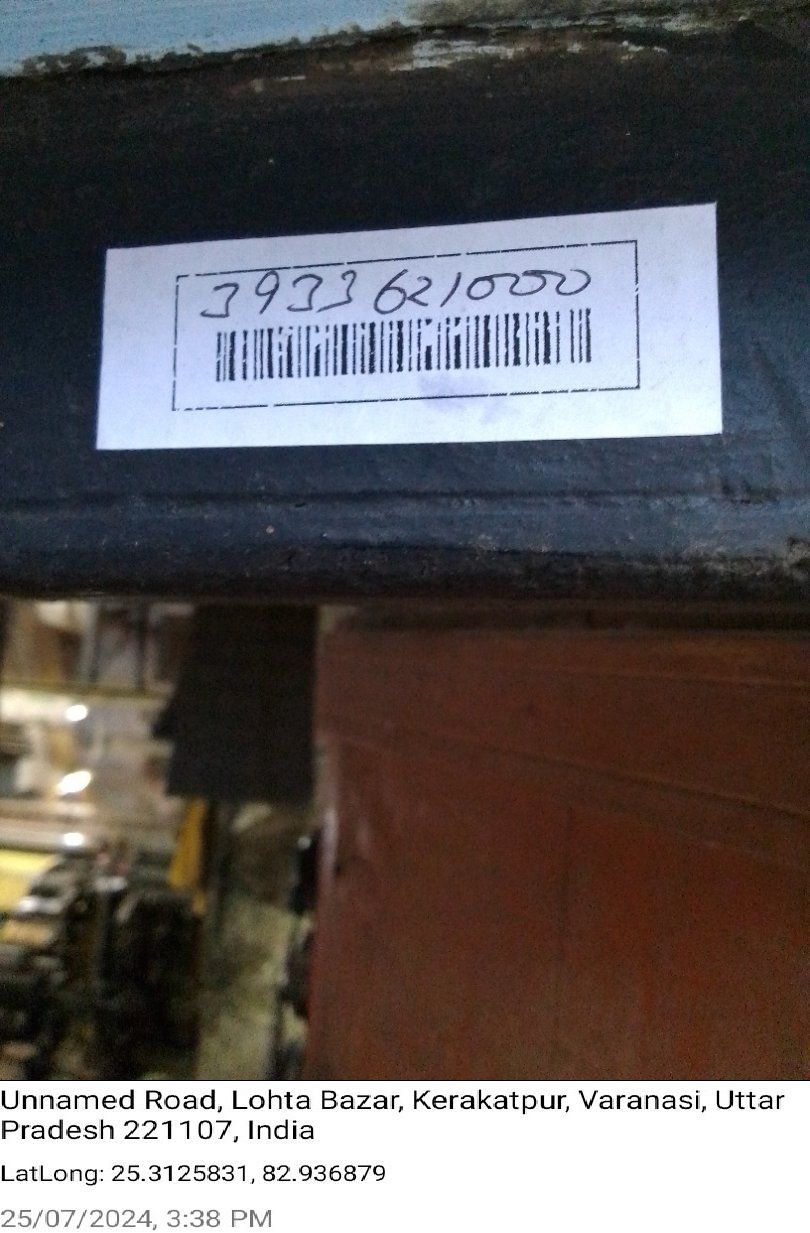 3933621000
Unnamed Road, Lohta Bazar, Kerakatpur, Varanasi, Uttar
Pradesh 221107, India
LatLong: 25.3125831, 82.936879
25/07/2024, 3:38 PM